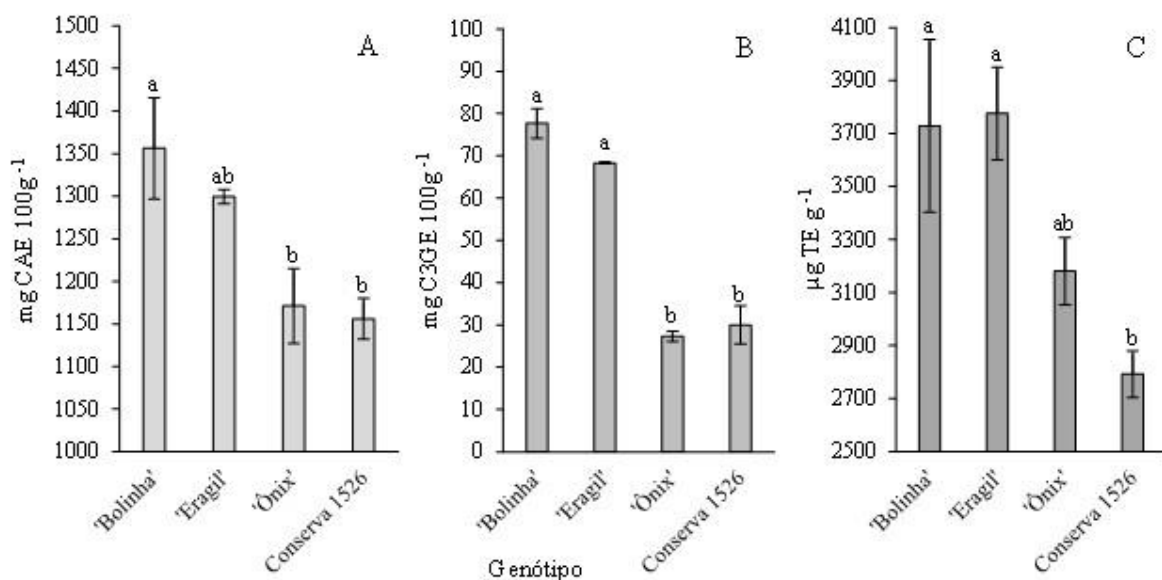 A
mg CAE 100g⁻¹
1500
1450
1400
1350
1300
1250
1200
1150
1100
1050
1000
a
ab
b
b
'Bolinha'
'Eragil'
'Ônix'
Conserva 1526
B
mg C3GE 100g⁻¹
100
90
80
70
60
50
40
30
20
10
0
a
a
b
b
'Bolinha'
'Eragil'
'Ônix'
Conserva 1526
Genótipo
C
µg TE g⁻¹
4100
3900
3700
3500
3300
3100
2900
2700
2500
a
a
ab
b
'Bolinha'
'Eragil'
'Ônix'
Conserva 1526